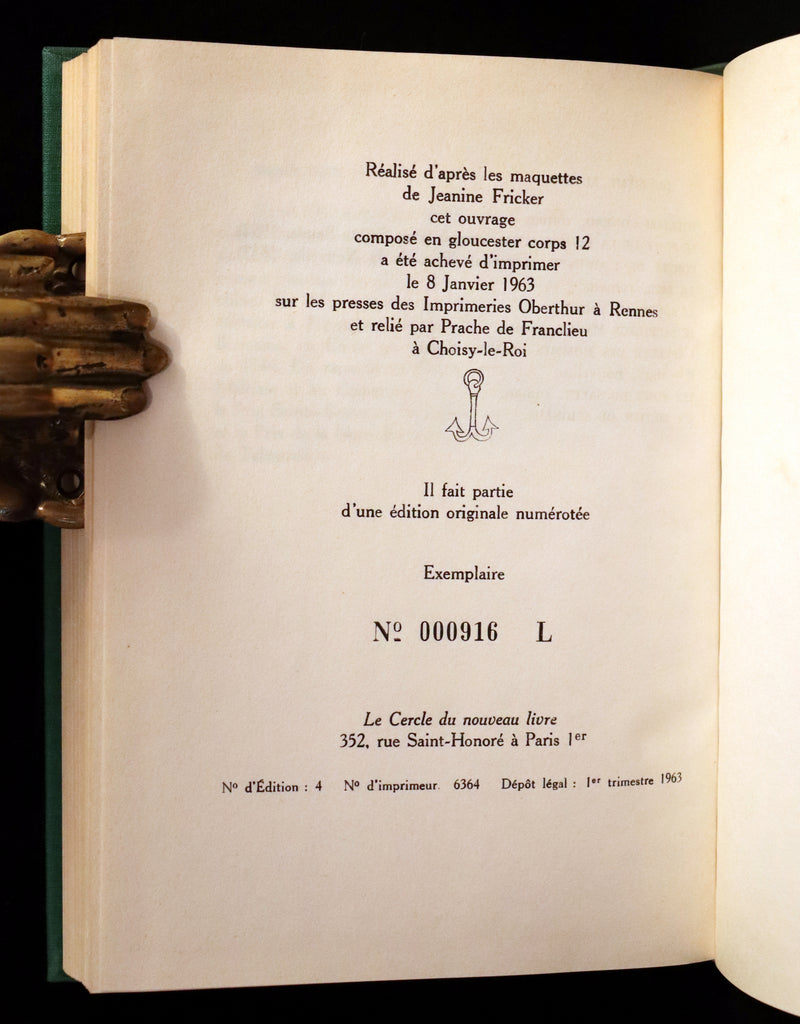 Réalisé d'après les maquettes
de Jeanine Fricker
cet ouvrage
composé en gloucester corps 12
a été achevé d'imprimer
le 8 Janvier 1963
sur les presses des Imprimeries Oberthur à Rennes
et relié par Prache de Franclieu
à Choisy-le-Roi
Il fait partie
d'une édition originale numérotée
Exemplaire
Nº 000916 L
Le Cercle du nouveau livre
352, rue Saint-Honoré à Paris 1er
Nº d'Édition : 4 Nº d'imprimeur. 6364 Dépôt légal : 1er trimestre 1963